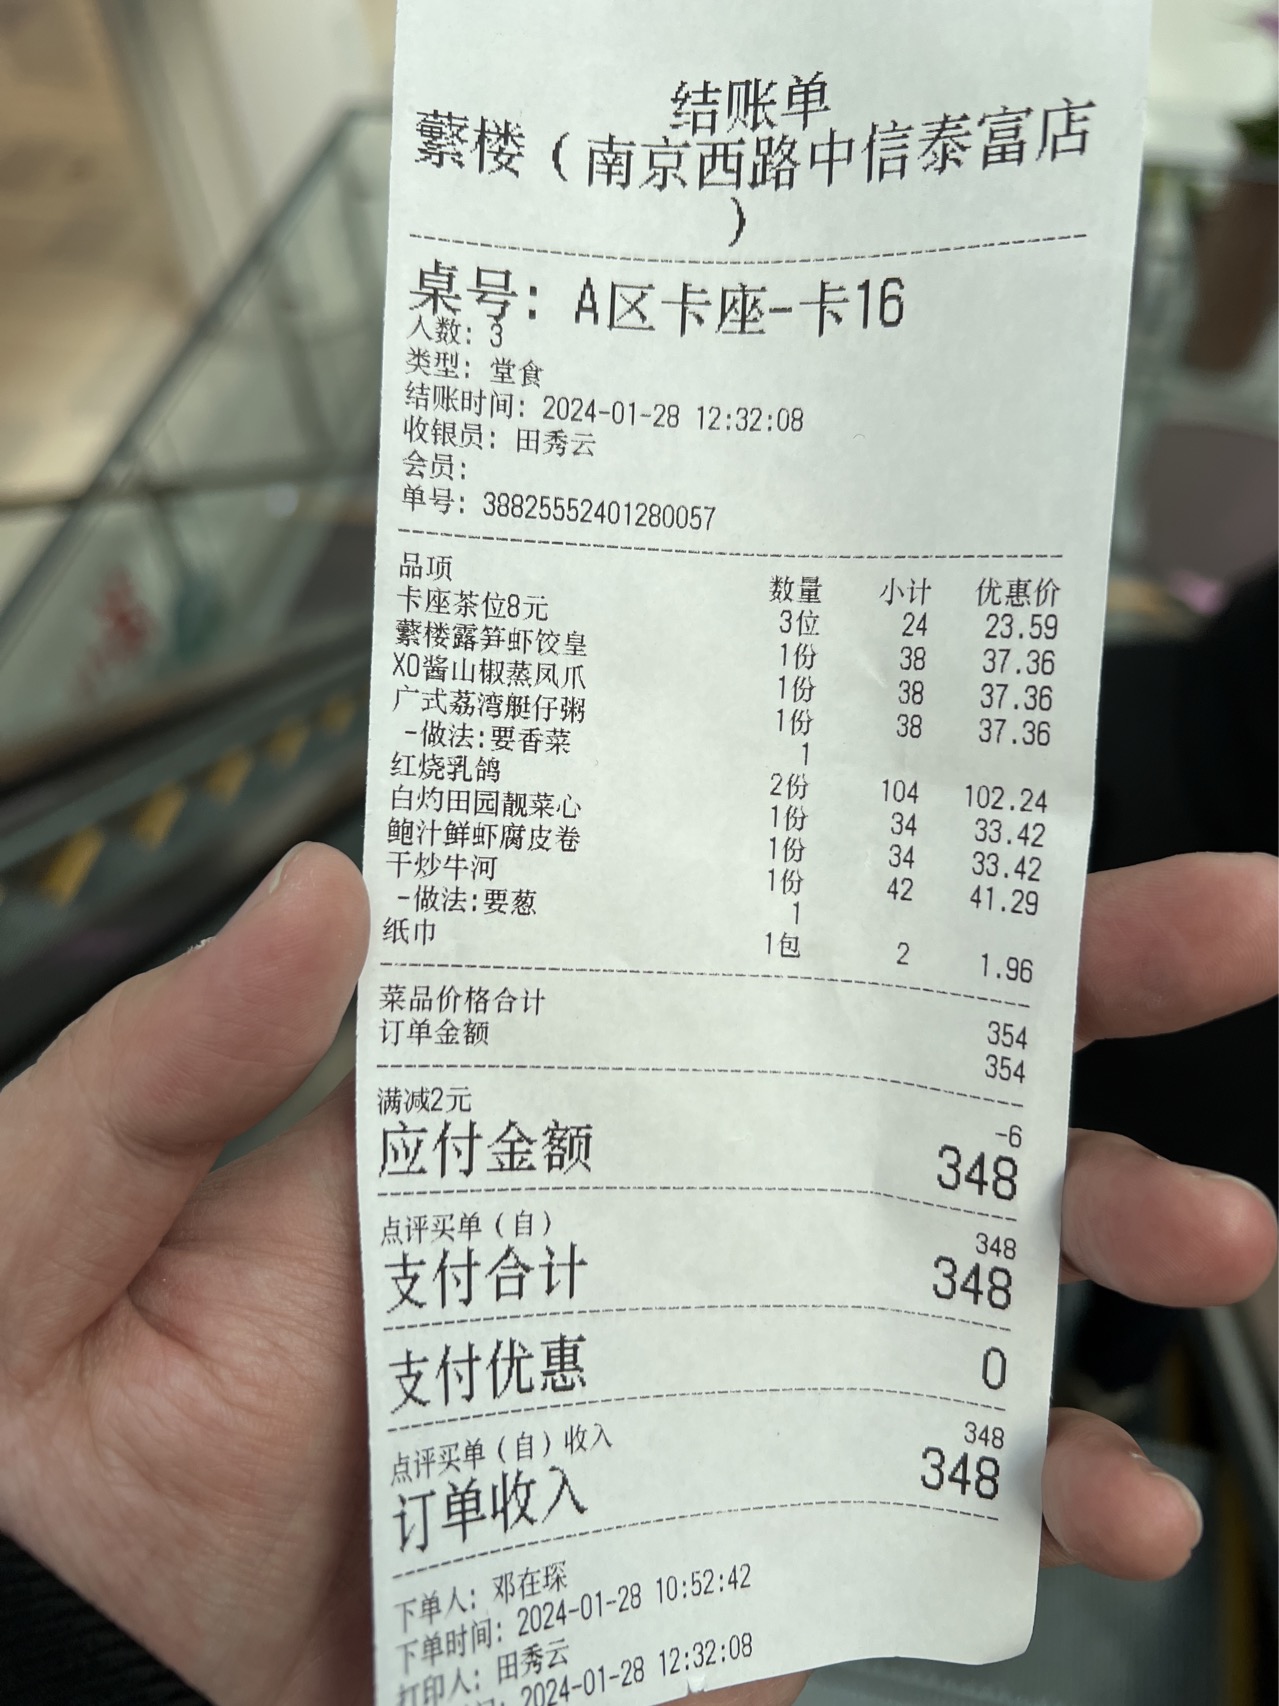 结账单
蘩楼（南京西路中信泰富店
）
桌号：A区卡座-卡16
人数：3
类型：堂食
结账时间：2024-01-28 12:32:08
收银员：田秀云
会员：
单号：38825552401280057
品项 数量 小计 优惠价
卡座茶位8元 3位 24 23.59
蘩楼露笋虾饺皇 1份 38 37.36
XO酱山椒蒸凤爪 1份 38 37.36
广式荔湾艇仔粥 1份 38 37.36
-做法:要香菜 1
红烧乳鸽 2份 104 102.24
白灼田园靓菜心 1份 34 33.42
鲍汁鲜虾腐皮卷 1份 34 33.42
干炒牛河 1份 42 41.29
-做法:要葱 1
纸巾 1包 2 1.96
菜品价格合计 354
订单金额 354
满减2元 -6
应付金额 348
点评买单（自） 348
支付合计 348
支付优惠 0
点评买单（自）收入 348
订单收入 348
下单人：邓在琛
下单时间：2024-01-28 10:52:42
打印人：田秀云
间：2024-01-28 12:32:08